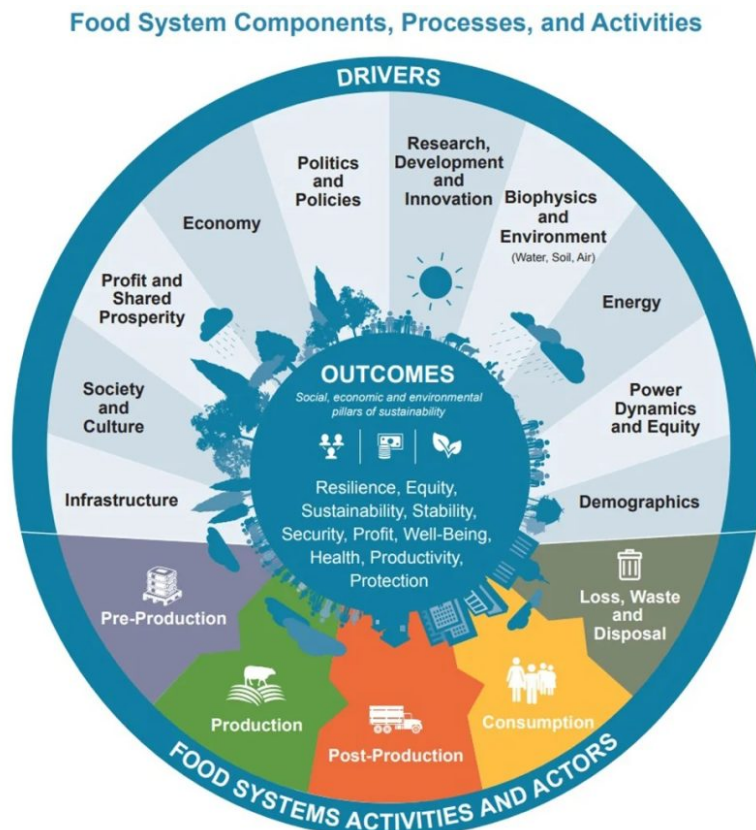 Food System Components, Processes, and Activities
DRIVERS
Infrastructure
Society
and
Culture
Profit and
Shared
Prosperity
Economy
Politics
and
Policies
Research,
Development
and
Innovation
Biophysics
and
Environment
(Water, Soil, Air)
Energy
Power
Dynamics
and Equity
Demographics
OUTCOMES
Social, economic and environmental
pillars of sustainability
Resilience, Equity,
Sustainability, Stability,
Security, Profit, Well-Being,
Health, Productivity,
Protection
Pre-Production
Production
Post-Production
Consumption
Loss, Waste
and
Disposal
FOOD SYSTEMS ACTIVITIES AND ACTORS